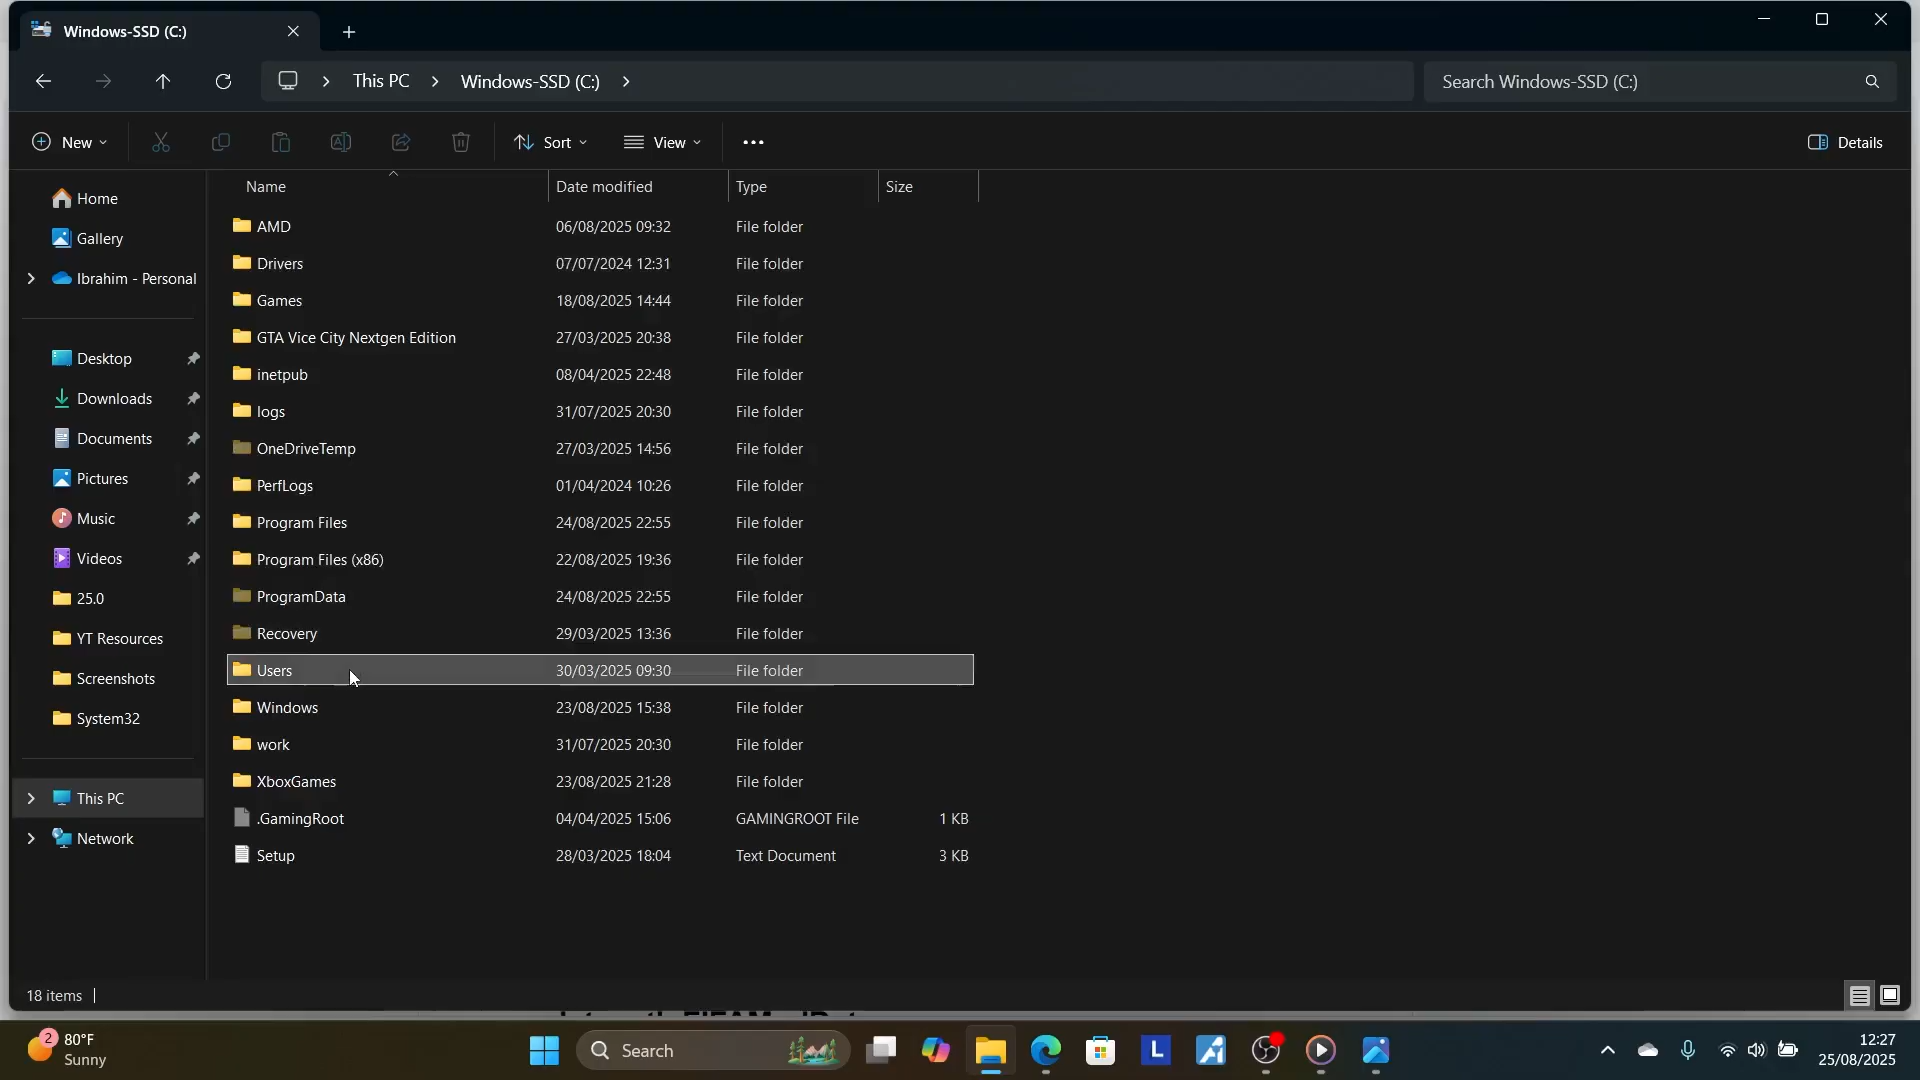 Windows-SSD (C:)
This PC
Windows-SSD (C:)
Search Windows-SSD (C:)
New
Sort
View
Details
Name
Date modified
Type
Size
Home
Gallery
Ibrahim - Personal
Desktop
Downloads
Documents
Pictures
Music
Videos
25.0
YT Resources
Screenshots
System32
This PC
Network
AMD 06/08/2025 09:32 File folder
Drivers 07/07/2024 12:31 File folder
Games 18/08/2025 14:44 File folder
GTA Vice City Nextgen Edition 27/03/2025 20:38 File folder
inetpub 08/04/2025 22:48 File folder
logs 31/07/2025 20:30 File folder
OneDriveTemp 27/03/2025 14:56 File folder
PerfLogs 01/04/2024 10:26 File folder
Program Files 24/08/2025 22:55 File folder
Program Files (x86) 22/08/2025 19:36 File folder
ProgramData 24/08/2025 22:55 File folder
Recovery 29/03/2025 13:36 File folder
Users 30/03/2025 09:30 File folder
Windows 23/08/2025 15:38 File folder
work 31/07/2025 20:30 File folder
XboxGames 23/08/2025 21:28 File folder
.GamingRoot 04/04/2025 15:06 GAMINGROOT File 1 KB
Setup 28/03/2025 18:04 Text Document 3 KB
18 items
2
80°F
Sunny
Search
L
12:27
25/08/2025